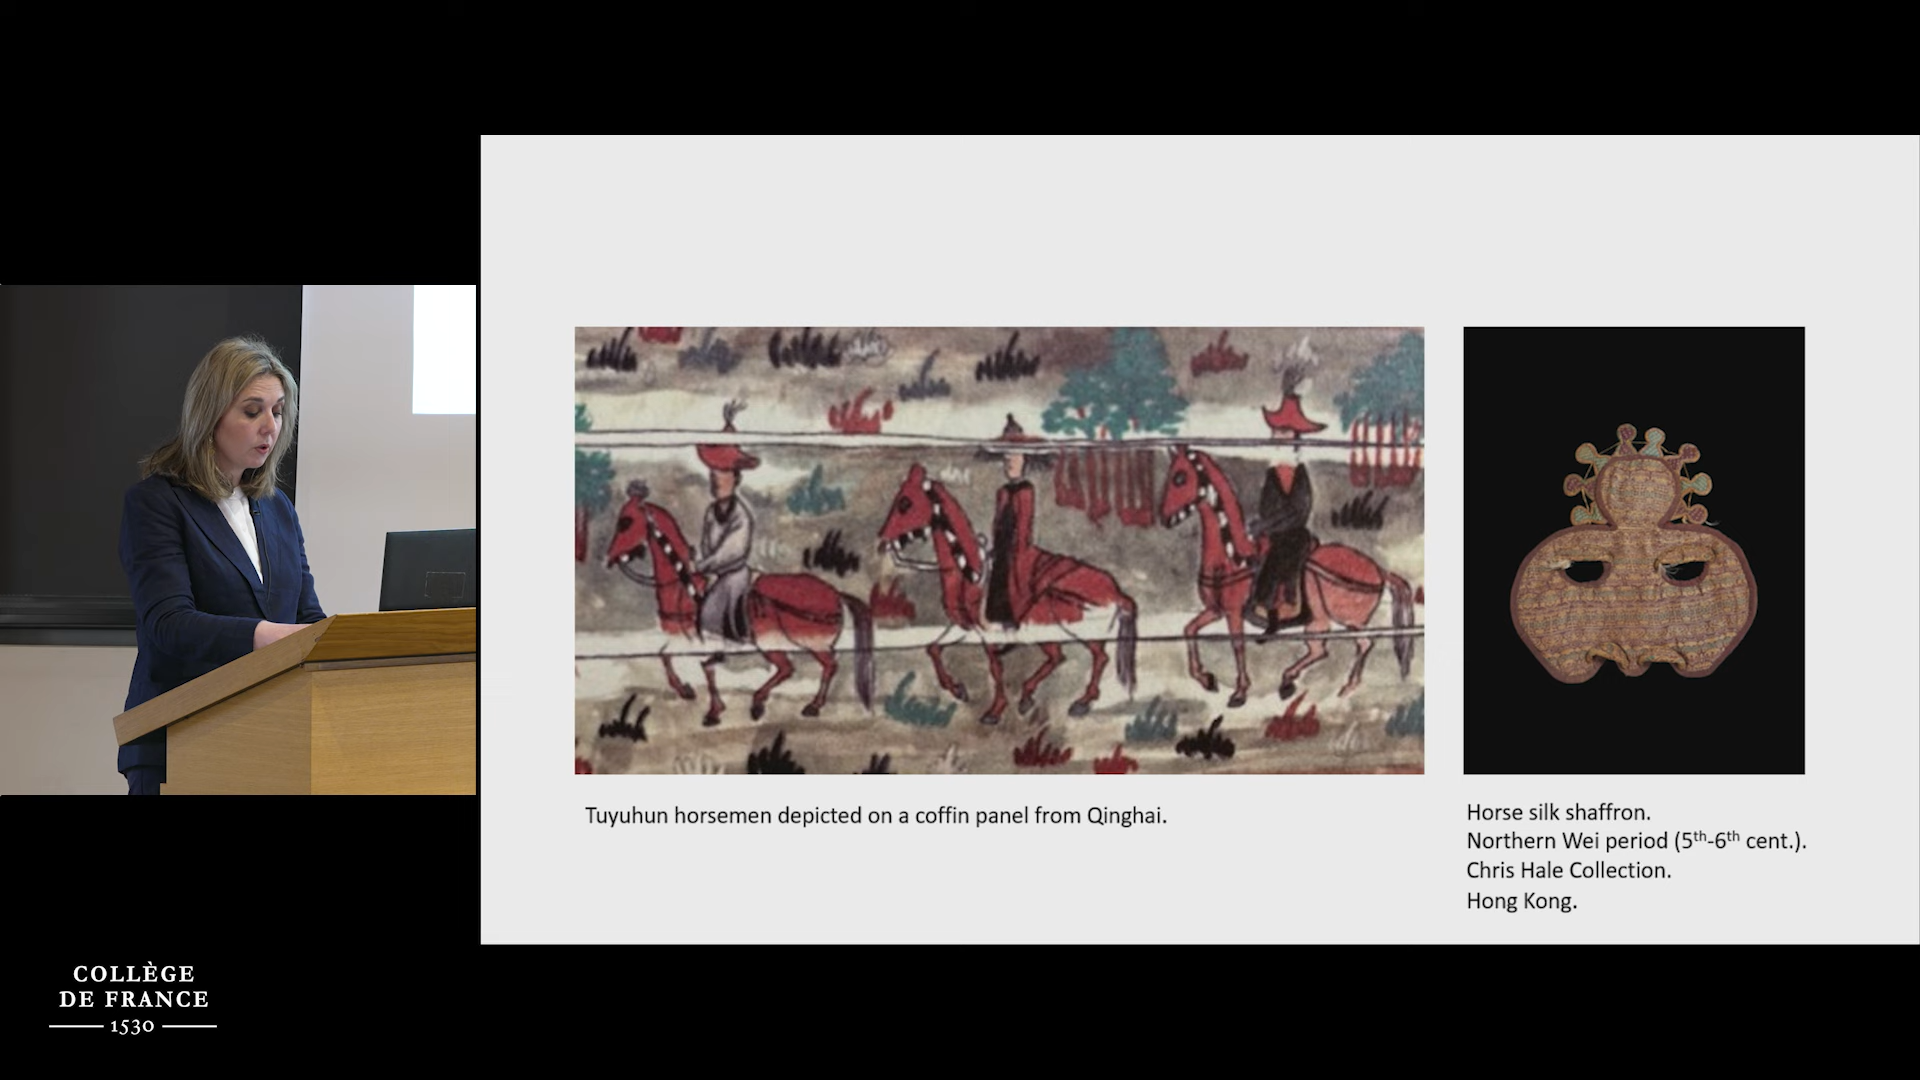 Tuyuhun horsemen depicted on a coffin panel from Qinghai.
Horse silk shaffron.
Northern Wei period (5th-6th cent.).
Chris Hale Collection.
Hong Kong.
COLLÈGE
DE FRANCE
1530